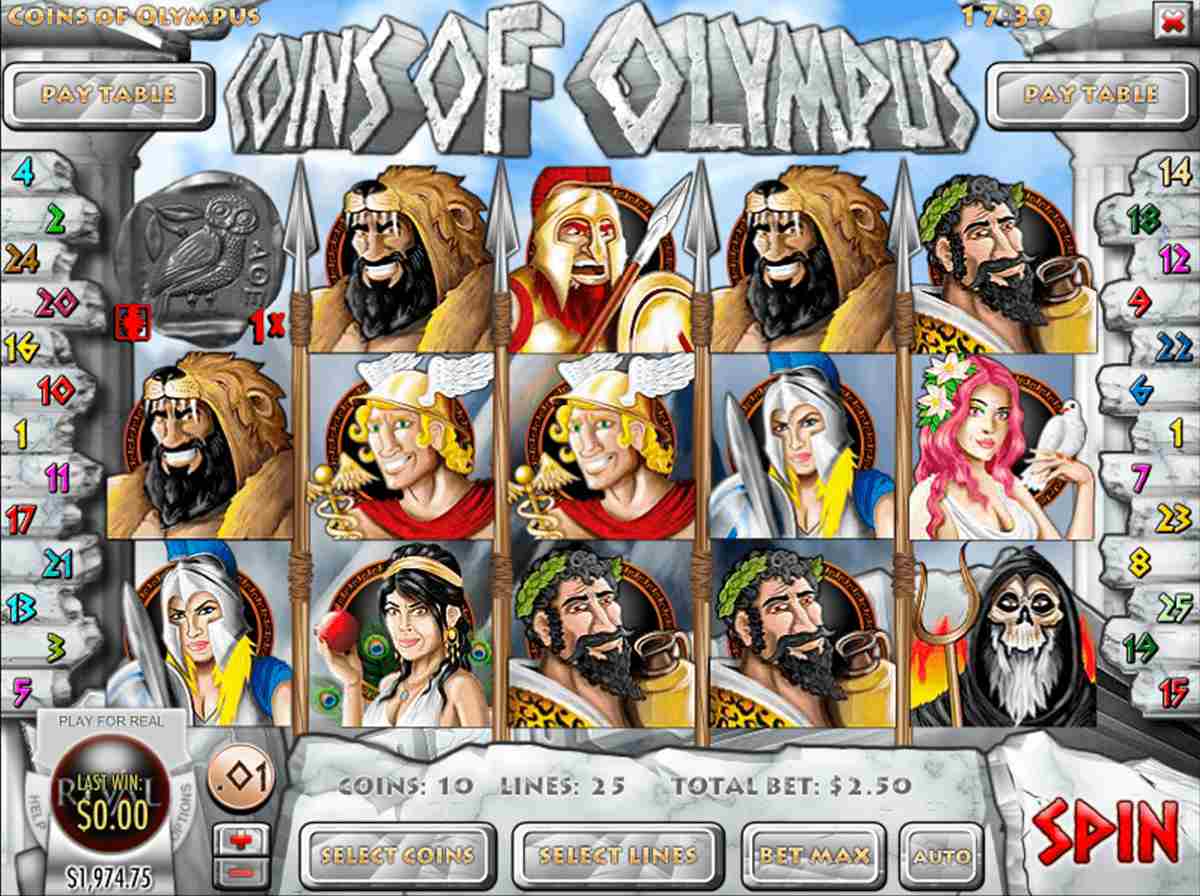 COINS OF OLYMPUS
17:39
COINS OF OLYMPUS
PAY TABLE
PAY TABLE
4
2
24
20
16
10
1
11
17
21
13
3
5
1x
14
18
12
9
22
6
1
7
23
8
25
19
15
PLAY FOR REAL
LAST WIN:
$0.00
HELP
OPTIONS
$1,974.75
.01
COINS: 10 LINES: 25 TOTAL BET: $2.50
SELECT COINS
SELECT LINES
BET MAX
AUTO
SPIN